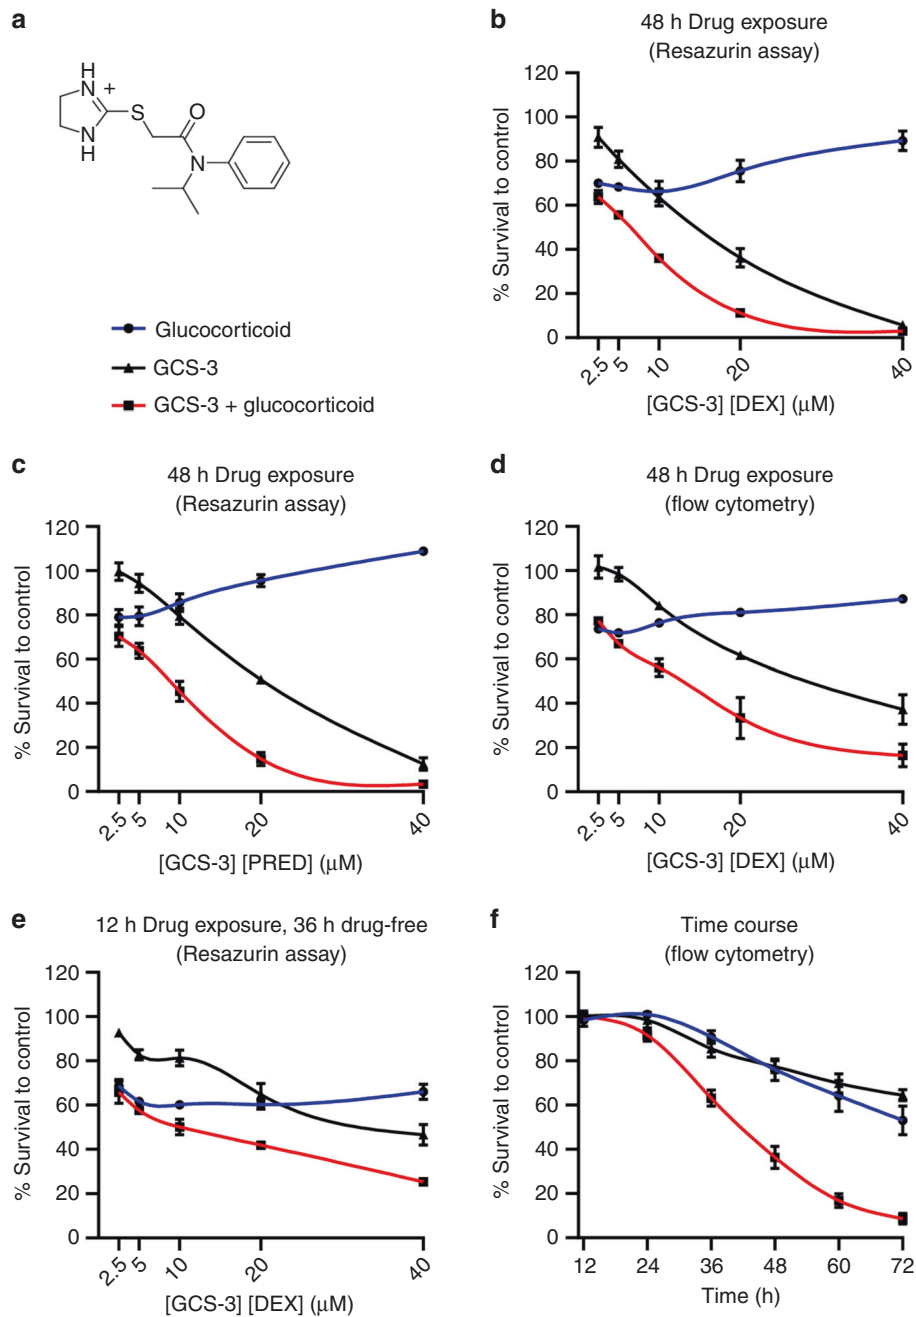 a
H
N
+
S
O
N
H
N
Glucocorticoid
GCS-3
GCS-3 + glucocorticoid
b
48 h Drug exposure
(Resazurin assay)
% Survival to control
120
100
80
60
40
20
0
2.5 5 10 20 40
[GCS-3] [DEX] (μM)
c
48 h Drug exposure
(Resazurin assay)
% Survival to control
120
100
80
60
40
20
0
2.5 5 10 20 40
[GCS-3] [PRED] (μM)
d
48 h Drug exposure
(flow cytometry)
% Survival to control
120
100
80
60
40
20
0
2.5 5 10 20 40
[GCS-3] [DEX] (μM)
e
12 h Drug exposure, 36 h drug-free
(Resazurin assay)
% Survival to control
120
100
80
60
40
20
0
2.5 5 10 20 40
[GCS-3] [DEX] (μM)
f
Time course
(flow cytometry)
% Survival to control
120
100
80
60
40
20
0
12 24 36 48 60 72
Time (h)